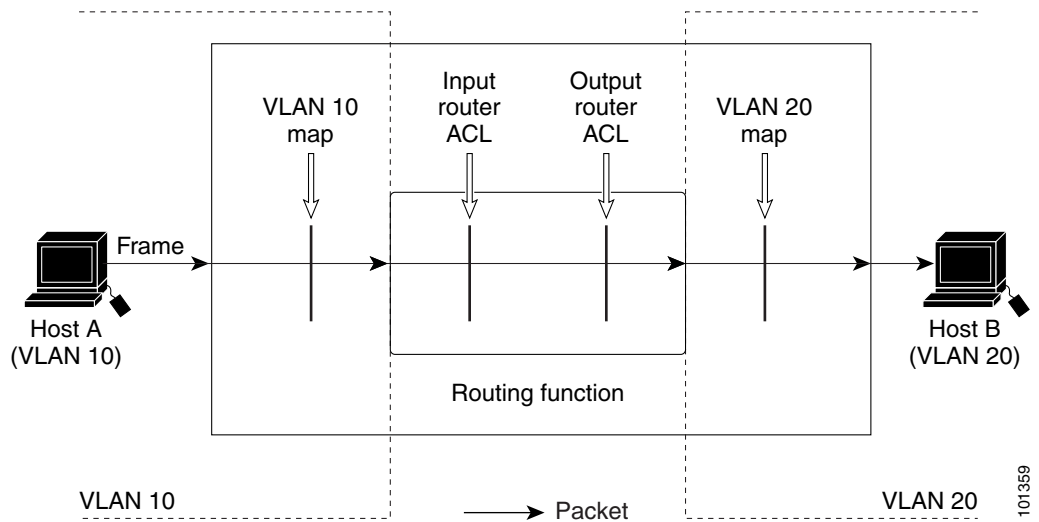 VLAN 10
map
Input
router
ACL
Output
router
ACL
VLAN 20
map
Frame
Host A
(VLAN 10)
Host B
(VLAN 20)
Routing function
VLAN 10
Packet
VLAN 20
101359